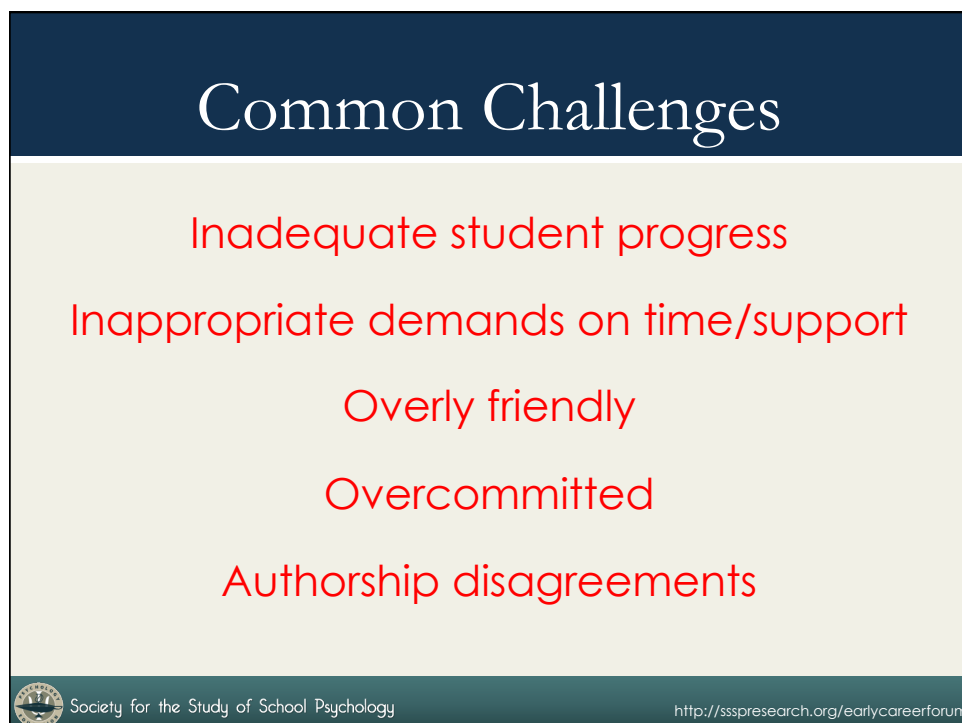 Common Challenges
Inadequate student progress
Inappropriate demands on time/support
Overly friendly
Overcommitted
Authorship disagreements
PSYCHOLOGY
Society for the Study of School Psychology
http://ssspresearch.org/earlycareerforum